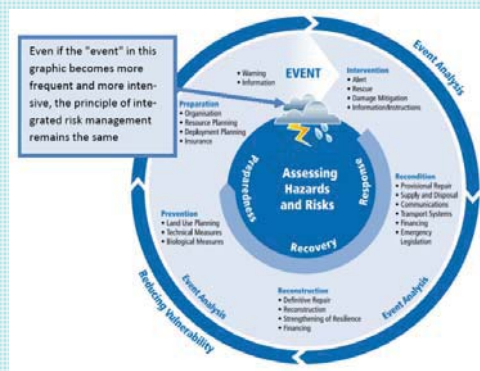 Even if the "event" in this
graphic becomes more
frequent and more inten-
sive, the principle of inte-
grated risk management
remains the same
• Warning
• Information
EVENT
Intervention
• Alert
• Rescue
• Damage Mitigation
• Information/Instructions
Event Analysis
Preparation
• Organisation
• Resource Planning
• Deployment Planning
• Insurance
Assessing
Hazards
and Risks
Preparedness
Response
Recovery
Recondition
• Provisional Repair
• Supply and Disposal
• Communications
• Transport Systems
• Financing
• Emergency
Legislation
Prevention
• Land Use Planning
• Technical Measures
• Biological Measures
Event Analysis
Event Analysis
Reconstruction
• Definitive Repair
• Reconstruction
• Strengthening of Resilience
• Financing
Reducing Vulnerability